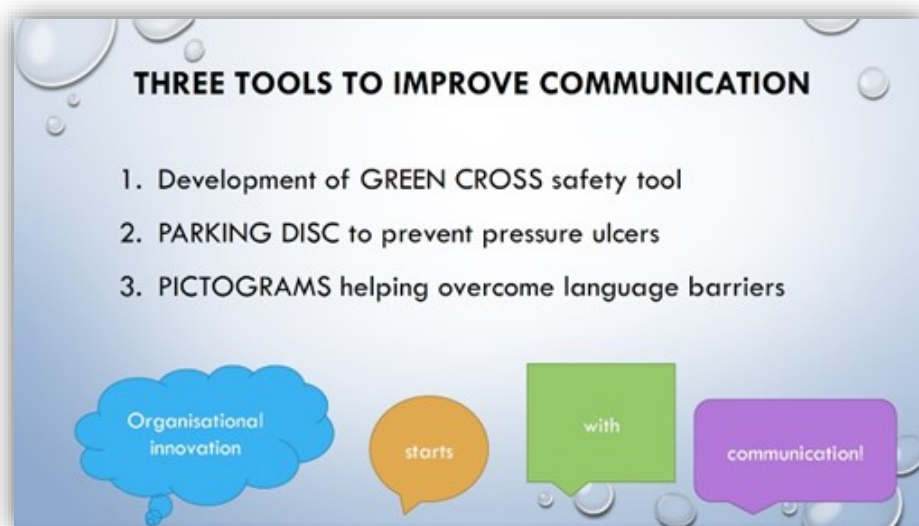 THREE TOOLS TO IMPROVE COMMUNICATION
1. Development of GREEN CROSS safety tool
2. PARKING DISC to prevent pressure ulcers
3. PICTOGRAMS helping overcome language barriers
Organisational
innovation
starts
with
communication!